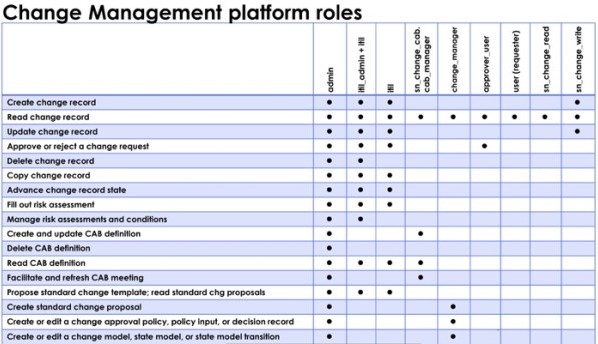 Change Management platform roles
admin
itil_admin + itil
itil
sn_change_cab.
cab_manager
change_manager
approver_user
user (requester)
sn_change_read
sn_change_write
Create change record
Read change record
Update change record
Approve or reject a change request
Delete change record
Copy change record
Advance change record state
Fill out risk assessment
Manage risk assessments and conditions
Create and update CAB definition
Delete CAB definition
Read CAB definition
Facilitate and refresh CAB meeting
Propose standard change template; read standard chg proposals
Create standard change proposal
Create or edit a change approval policy, policy input, or decision record
Create or edit a change model, state model, or state model transition